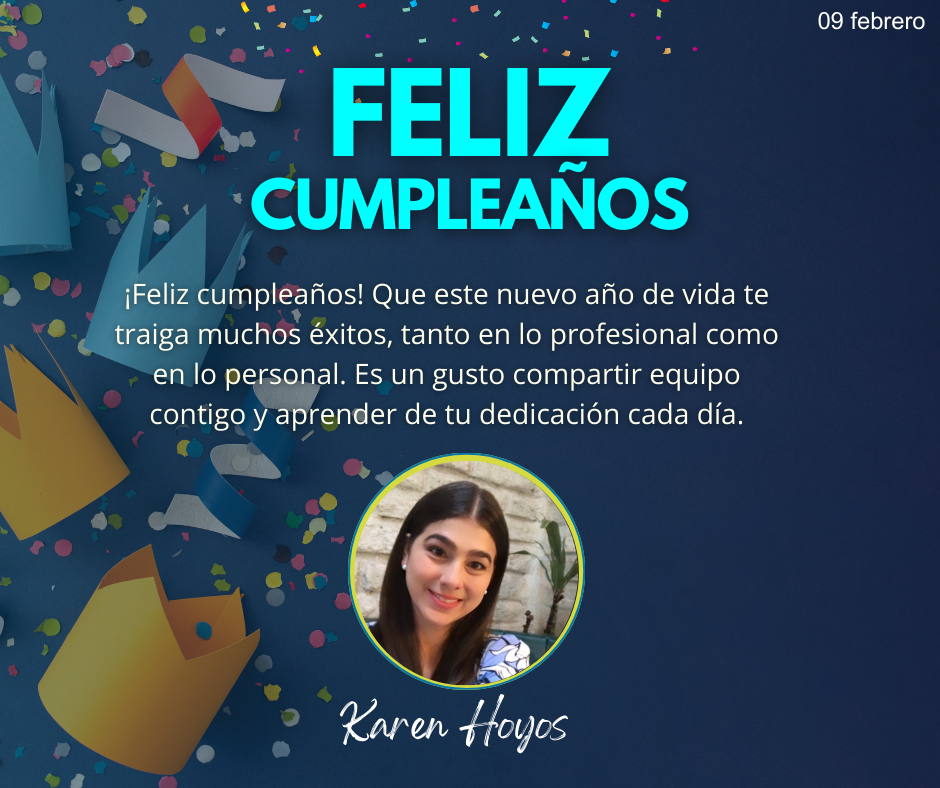 09 febrero
FELIZ
CUMPLEAÑOS
¡Feliz cumpleaños! Que este nuevo año de vida te
traiga muchos éxitos, tanto en lo profesional como
en lo personal. Es un gusto compartir equipo
contigo y aprender de tu dedicación cada día.
Karen Hoyos